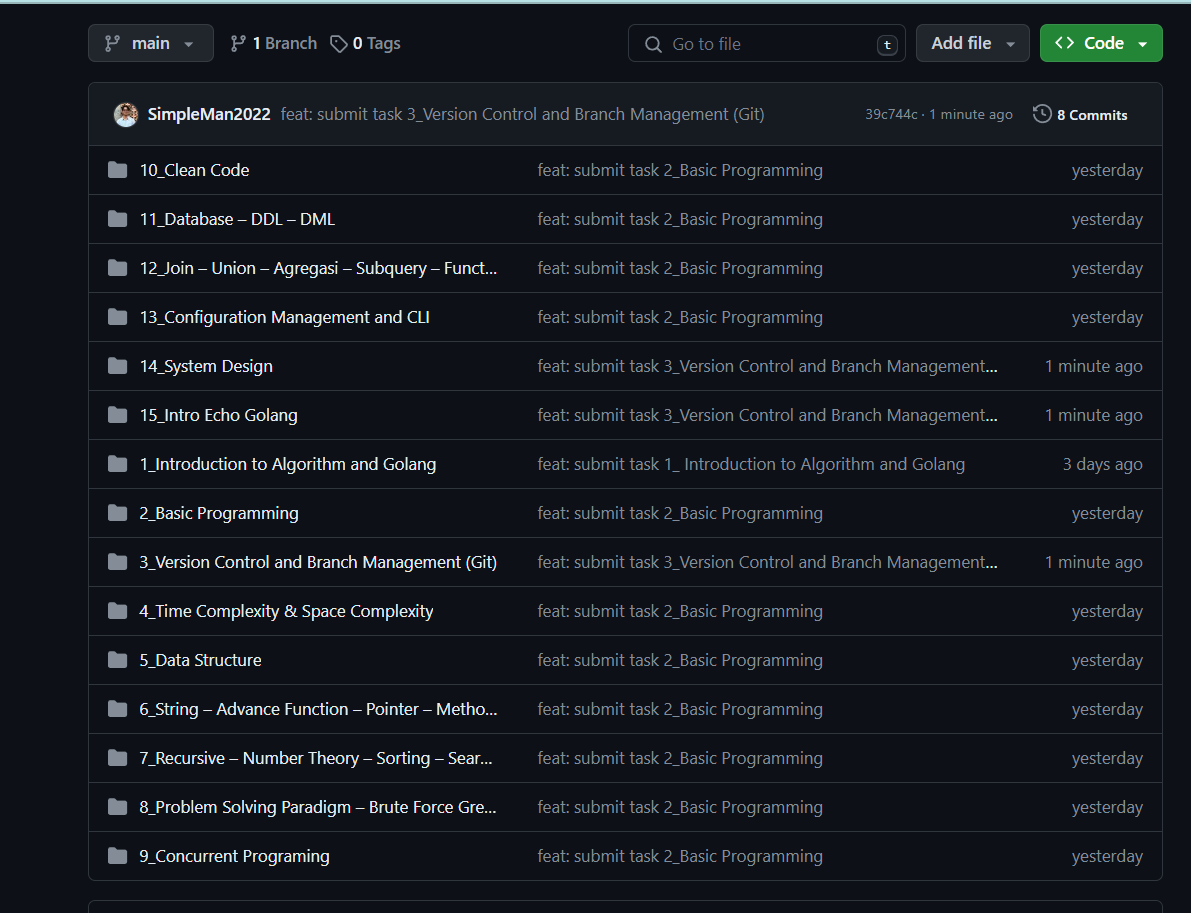 main 1 Branch 0 Tags Go to file t Add file Code
SimpleMan2022 feat: submit task 3_Version Control and Branch Management (Git) 39c744c · 1 minute ago 8 Commits
10_Clean Code feat: submit task 2_Basic Programming yesterday
11_Database – DDL – DML feat: submit task 2_Basic Programming yesterday
12_Join – Union – Agregasi – Subquery – Funct... feat: submit task 2_Basic Programming yesterday
13_Configuration Management and CLI feat: submit task 2_Basic Programming yesterday
14_System Design feat: submit task 3_Version Control and Branch Management... 1 minute ago
15_Intro Echo Golang feat: submit task 3_Version Control and Branch Management... 1 minute ago
1_Introduction to Algorithm and Golang feat: submit task 1_ Introduction to Algorithm and Golang 3 days ago
2_Basic Programming feat: submit task 2_Basic Programming yesterday
3_Version Control and Branch Management (Git) feat: submit task 3_Version Control and Branch Management... 1 minute ago
4_Time Complexity & Space Complexity feat: submit task 2_Basic Programming yesterday
5_Data Structure feat: submit task 2_Basic Programming yesterday
6_String – Advance Function – Pointer – Metho... feat: submit task 2_Basic Programming yesterday
7_Recursive – Number Theory – Sorting – Sear... feat: submit task 2_Basic Programming yesterday
8_Problem Solving Paradigm – Brute Force Gre... feat: submit task 2_Basic Programming yesterday
9_Concurrent Programing feat: submit task 2_Basic Programming yesterday